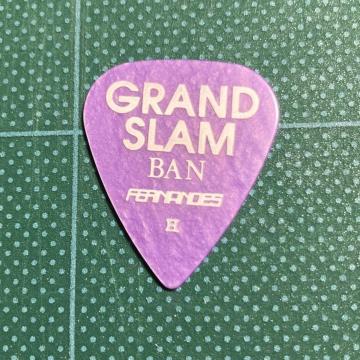 GRAND
SLAM
BAN
FERNANDES
H